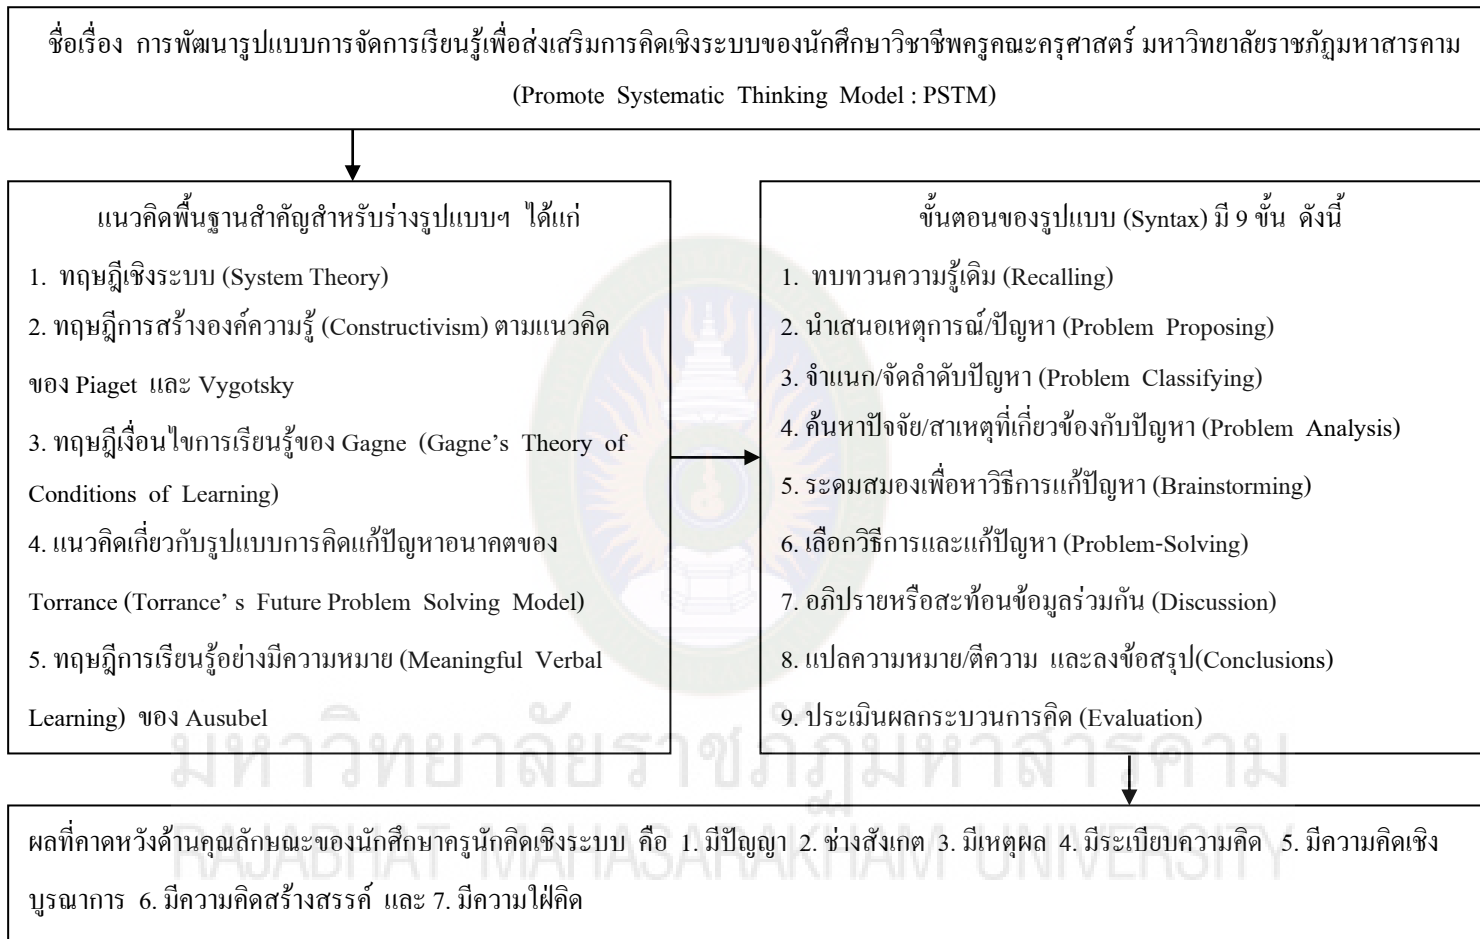 ชื่อเรื่อง การพัฒนารูปแบบการจัดการเรียนรู้เพื่อส่งเสริมการคิดเชิงระบบของนักศึกษาวิชาชีพครูคณะครุศาสตร์ มหาวิทยาลัยราชภัฏมหาสารคาม
(Promote Systematic Thinking Model : PSTM)
แนวคิดพื้นฐานสำคัญสำหรับร่างรูปแบบฯ ได้แก่
1. ทฤษฎีเชิงระบบ (System Theory)
2. ทฤษฎีการสร้างองค์ความรู้ (Constructivism) ตามแนวคิด
ของ Piaget และ Vygotsky
3. ทฤษฎีเงื่อนไขการเรียนรู้ของ Gagne (Gagne's Theory of
Conditions of Learning)
4. แนวคิดเกี่ยวกับรูปแบบการคิดแก้ปัญหาอนาคตของ
Torrance (Torrance' s Future Problem Solving Model)
5. ทฤษฎีการเรียนรู้อย่างมีความหมาย (Meaningful Verbal
Learning) ของ Ausubel
ขั้นตอนของรูปแบบ (Syntax) มี 9 ขั้น ดังนี้
1. ทบทวนความรู้เดิม (Recalling)
2. นำเสนอเหตุการณ์/ปัญหา (Problem Proposing)
3. จำแนก/จัดลำดับปัญหา (Problem Classifying)
4. ค้นหาปัจจัย/สาเหตุที่เกี่ยวข้องกับปัญหา (Problem Analysis)
5. ระดมสมองเพื่อหาวิธีการแก้ปัญหา (Brainstorming)
6. เลือกวิธีการและแก้ปัญหา (Problem-Solving)
7. อภิปรายหรือสะท้อนข้อมูลร่วมกัน (Discussion)
8. แปลความหมาย/ตีความ และลงข้อสรุป(Conclusions)
9. ประเมินผลกระบวนการคิด (Evaluation)
มหาวิทยาลัยราชภัฏมหาสารคาม
RAJABHAT MAHASARAKHAM UNIVERSITY
ผลที่คาดหวังด้านคุณลักษณะของนักศึกษาครูนักคิดเชิงระบบ คือ 1. มีปัญญา 2. ช่างสังเกต 3. มีเหตุผล 4. มีระเบียบความคิด 5. มีความคิดเชิง
บูรณาการ 6. มีความคิดสร้างสรรค์ และ 7. มีความใฝ่คิด